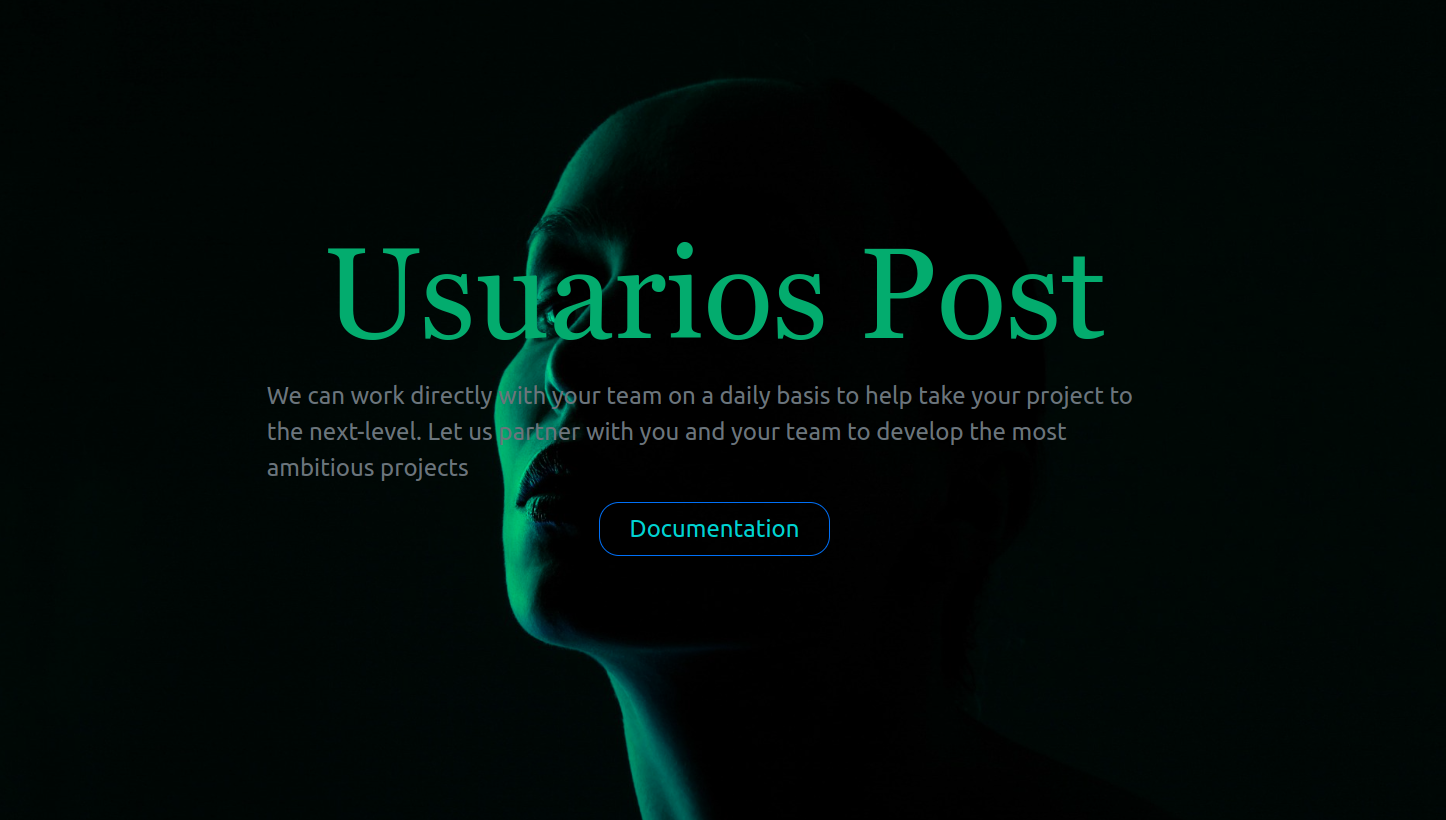 Usuarios Post
We can work directly with your team on a daily basis to help take your project to
the next-level. Let us partner with you and your team to develop the most
ambitious projects
Documentation